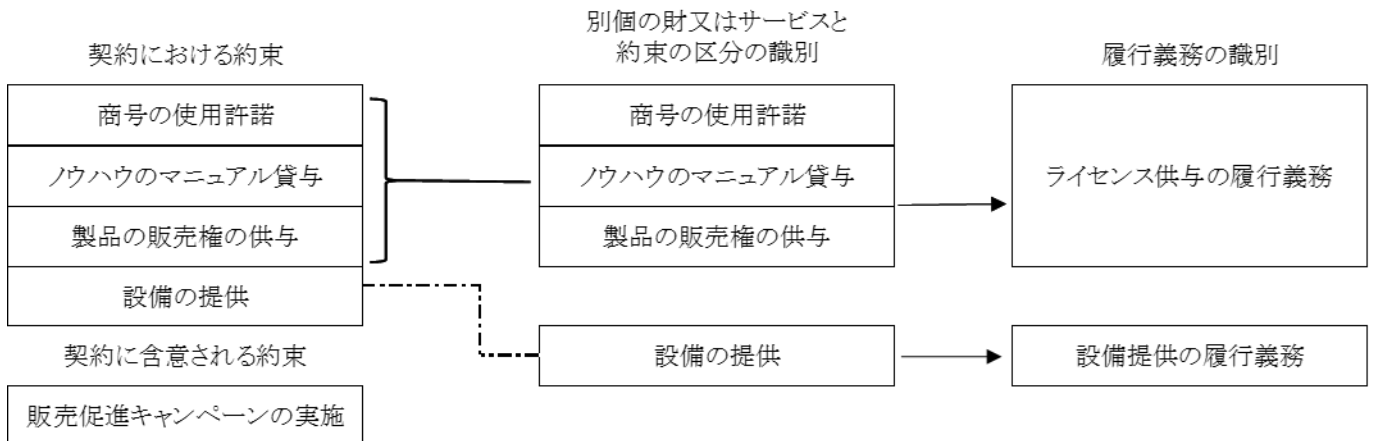 契約における約束
商号の使用許諾
ノウハウのマニュアル貸与
製品の販売権の供与
設備の提供
契約に含意される約束
販売促進キャンペーンの実施
別個の財又はサービスと
約束の区分の識別
商号の使用許諾
ノウハウのマニュアル貸与
製品の販売権の供与
設備の提供
履行義務の識別
ライセンス供与の履行義務
設備提供の履行義務